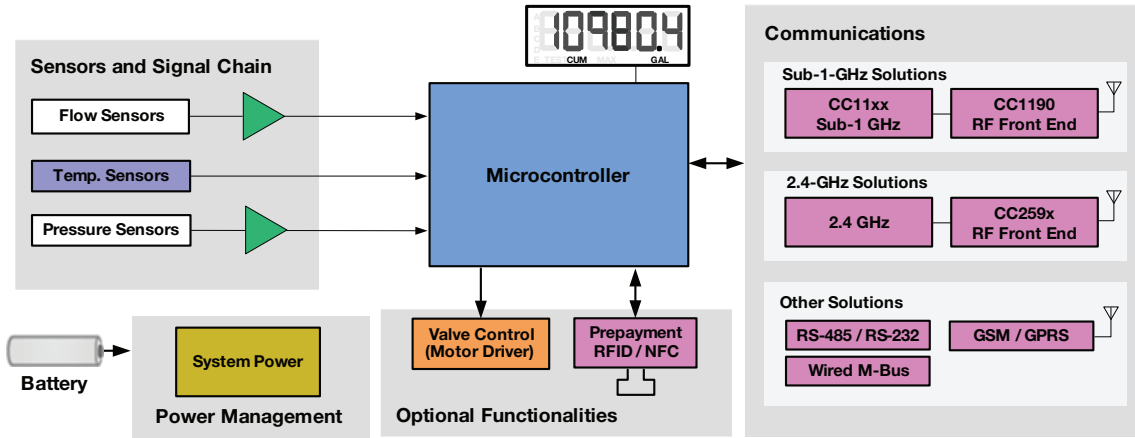 10980.4
A
B
C
D
E TEST CUM MAX GAL
Sensors and Signal Chain
Flow Sensors
Temp. Sensors
Pressure Sensors
Microcontroller
Communications
Sub-1-GHz Solutions
CC11xx
Sub-1 GHz
CC1190
RF Front End
2.4-GHz Solutions
2.4 GHz
CC259x
RF Front End
Other Solutions
RS-485 / RS-232
GSM / GPRS
Wired M-Bus
Battery
System Power
Power Management
Valve Control
(Motor Driver)
Prepayment
RFID / NFC
Optional Functionalities